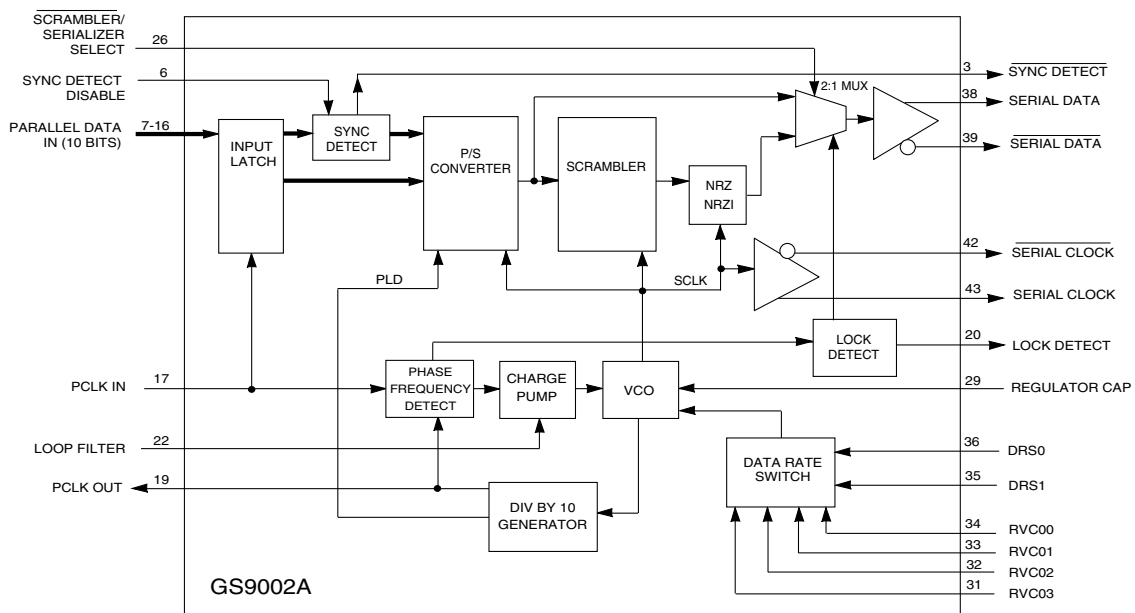 SCRAMBLER/
SERIALIZER
SELECT
26
SYNC DETECT
DISABLE
6
PARALLEL DATA
IN (10 BITS)
7-16
INPUT
LATCH
SYNC
DETECT
P/S
CONVERTER
SCRAMBLER
NRZ
NRZI
2:1 MUX
3
SYNC DETECT
38
SERIAL DATA
39
SERIAL DATA
42
SERIAL CLOCK
43
SERIAL CLOCK
PLD
SCLK
LOCK
DETECT
20
LOCK DETECT
PCLK IN
17
PHASE
FREQUENCY
DETECT
CHARGE
PUMP
VCO
29
REGULATOR CAP
LOOP FILTER
22
PCLK OUT
19
DIV BY 10
GENERATOR
DATA RATE
SWITCH
36
DRS0
35
DRS1
34
RVC00
33
RVC01
32
RVC02
31
RVC03
GS9002A